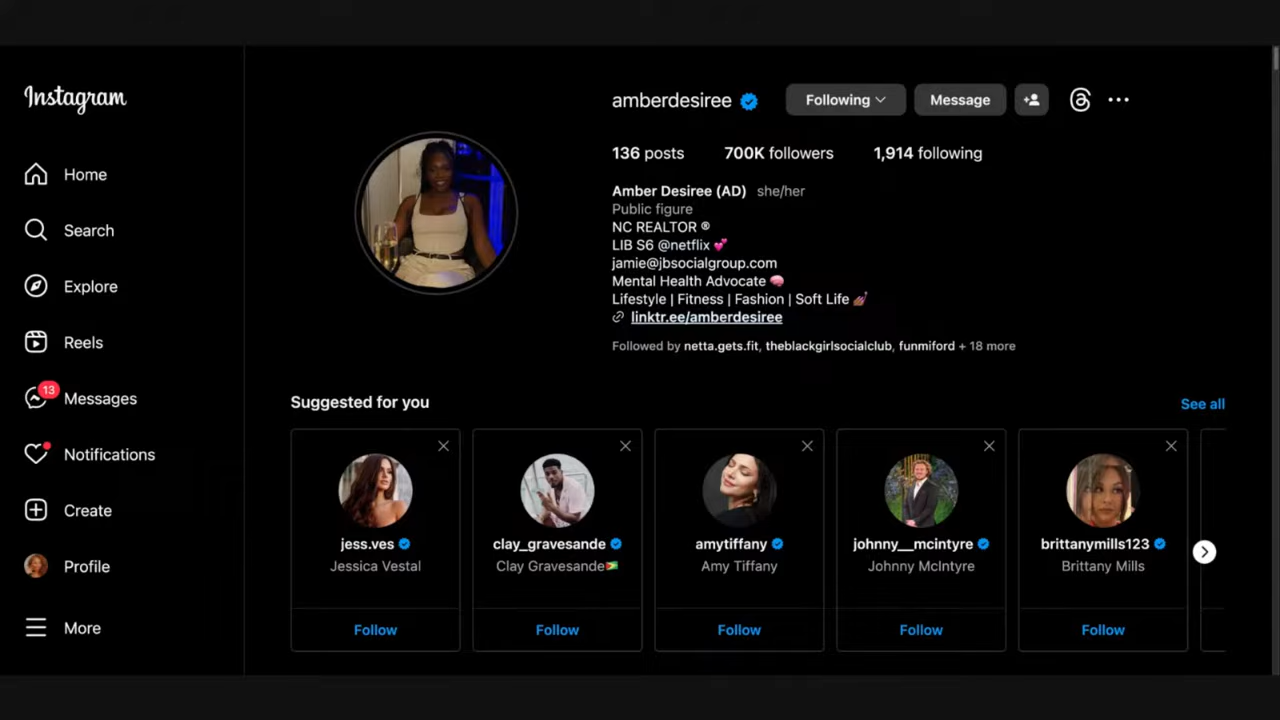 Instagram
Home
Search
Explore
Reels
13
Messages
Notifications
Create
Profile
More
amberdesiree
Following
Message
136 posts 700K followers 1,914 following
Amber Desiree (AD) she/her
Public figure
NC REALTOR ®
LIB S6 @netflix 💕
jamie@jbsocialgroup.com
Mental Health Advocate 🧠
Lifestyle | Fitness | Fashion | Soft Life 💅🏾
linktr.ee/amberdesiree
Followed by netta.gets.fit, theblackgirlsocialclub, funmiford + 18 more
Suggested for you
See all
jess.ves
Jessica Vestal
Follow
clay_gravesande
Clay Gravesande🇬🇾
Follow
amytiffany
Amy Tiffany
Follow
johnny__mcintyre
Johnny McIntyre
Follow
brittanymills123
Brittany Mills
Follow